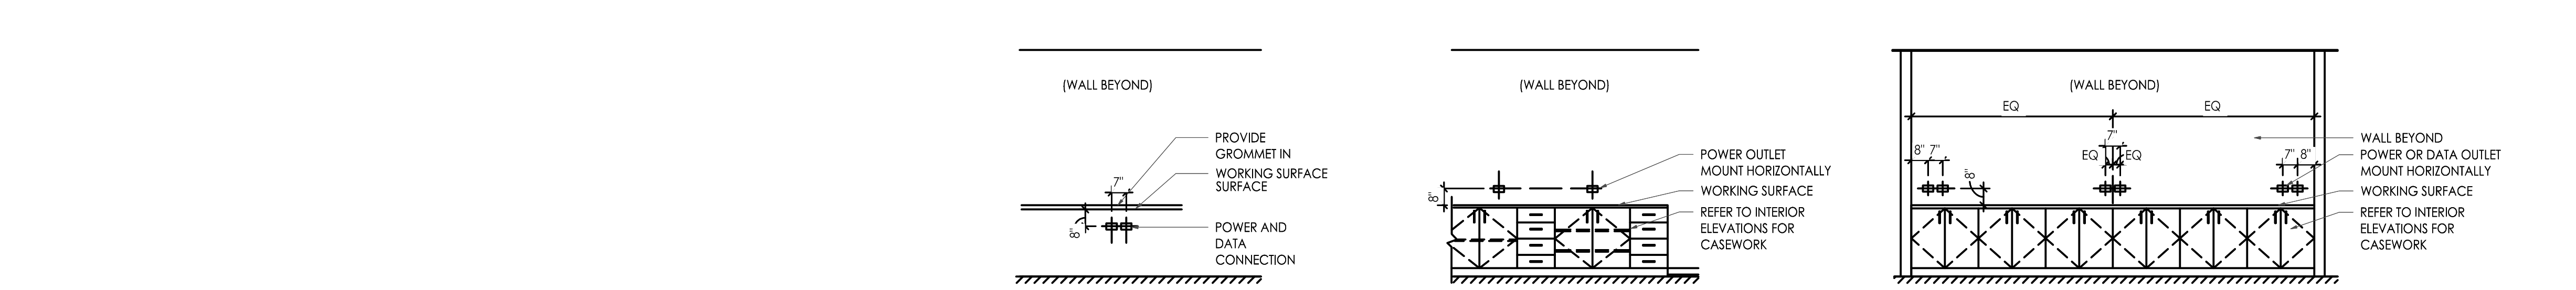 (WALL BEYOND)
PROVIDE
GROMMET IN
WORKING SURFACE
SURFACE
7"
8"
POWER AND
DATA
CONNECTION
(WALL BEYOND)
POWER OUTLET
MOUNT HORIZONTALLY
WORKING SURFACE
8"
REFER TO INTERIOR
ELEVATIONS FOR
CASEWORK
(WALL BEYOND)
EQ EQ
7"
EQ EQ
8" 7"
8"
7" 8"
WALL BEYOND
POWER OR DATA OUTLET
MOUNT HORIZONTALLY
WORKING SURFACE
REFER TO INTERIOR
ELEVATIONS FOR
CASEWORK